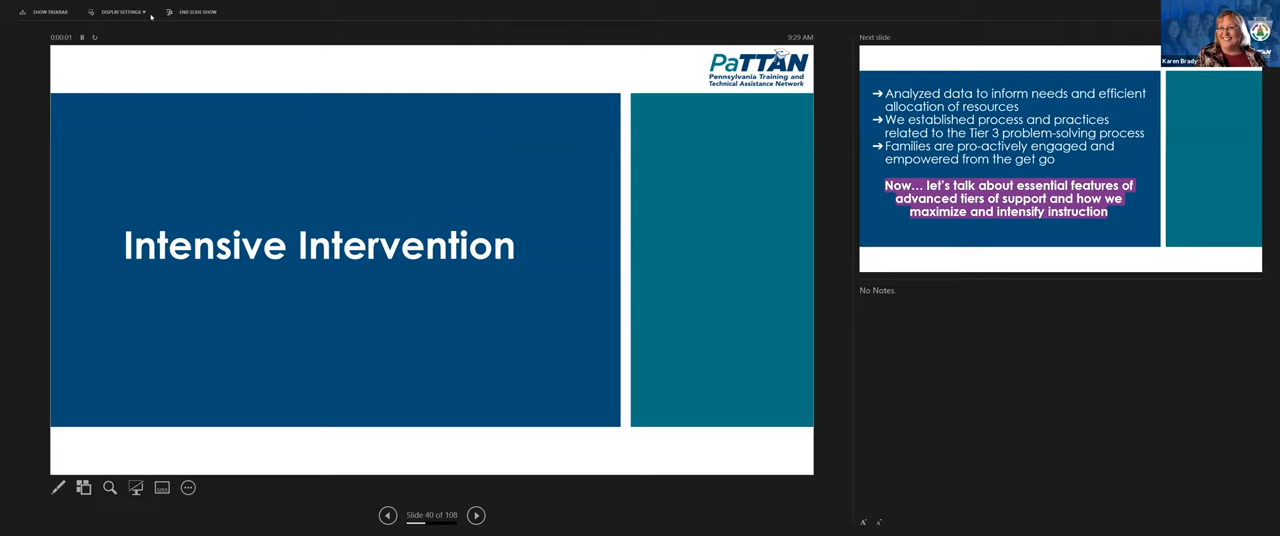 SHOW TASKBAR
DISPLAY SETTINGS ▾
END SLIDE SHOW
0:00:01
9:29 AM
PaTTAN
Pennsylvania Training and
Technical Assistance Network
Intensive Intervention
Slide 40 of 108
Next slide
Karen Brady
➔Analyzed data to inform needs and efficient
allocation of resources
➔We established process and practices
related to the Tier 3 problem-solving process
➔Families are pro-actively engaged and
empowered from the get go
Now... let's talk about essential features of
advanced tiers of support and how we
maximize and intensify instruction
No Notes.
A A